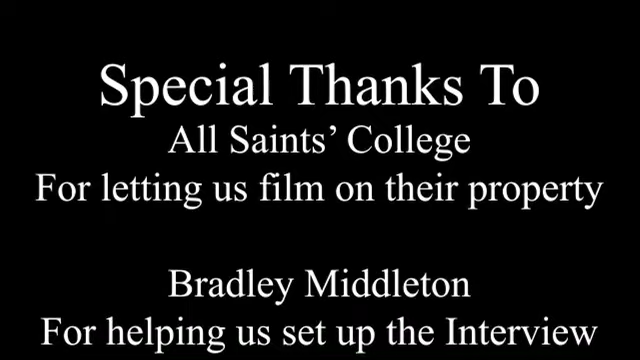 Special Thanks To
All Saints’ College
For letting us film on their property
Bradley Middleton
For helping us set up the Interview